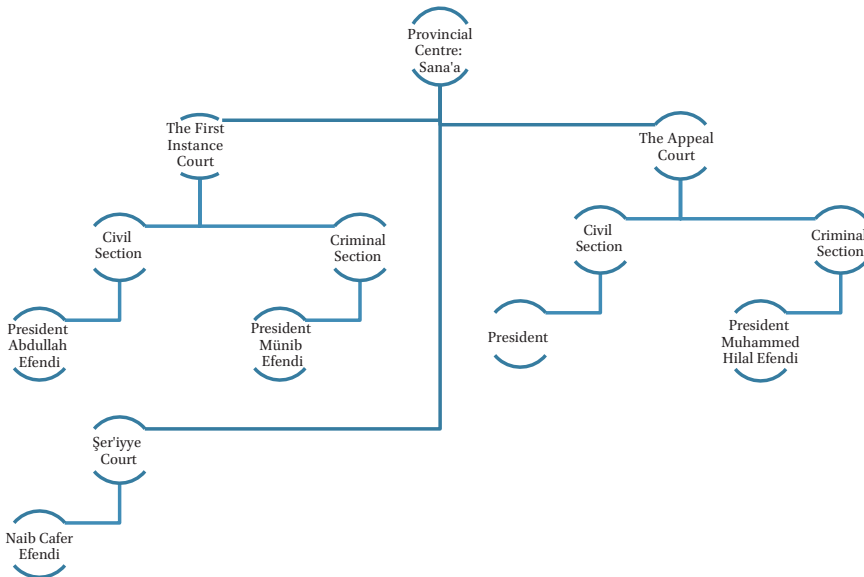 Provincial
Centre:
Sana'a
The First
Instance
Court
The Appeal
Court
Civil
Section
Criminal
Section
Civil
Section
Criminal
Section
President
Abdullah
Efendi
President
Münib
Efendi
President
President
Muhammed
Hilal Efendi
Şer'iyye
Court
Naib Cafer
Efendi